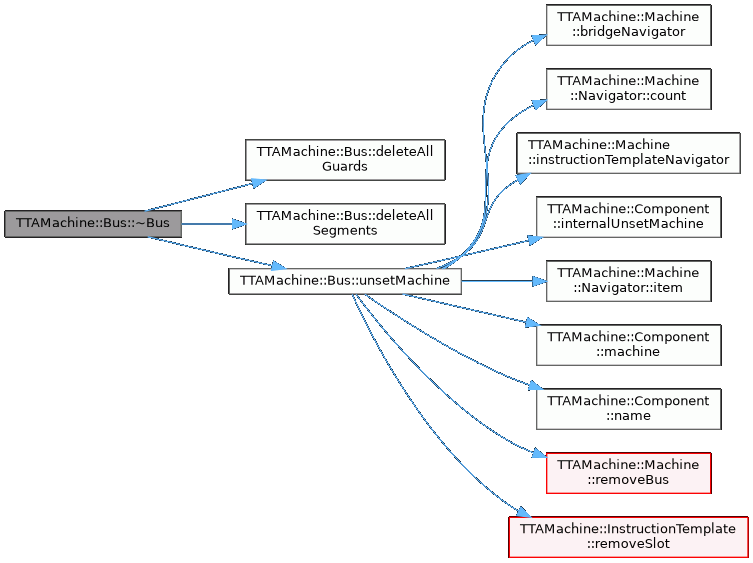 TTAMachine::Bus::~Bus
TTAMachine::Bus::deleteAll
Guards
TTAMachine::Bus::deleteAll
Segments
TTAMachine::Bus::unsetMachine
TTAMachine::Machine
::bridgeNavigator
TTAMachine::Machine
::Navigator::count
TTAMachine::Machine
::instructionTemplateNavigator
TTAMachine::Component
::internalUnsetMachine
TTAMachine::Machine
::Navigator::item
TTAMachine::Component
::machine
TTAMachine::Component
::name
TTAMachine::Machine
::removeBus
TTAMachine::InstructionTemplate
::removeSlot